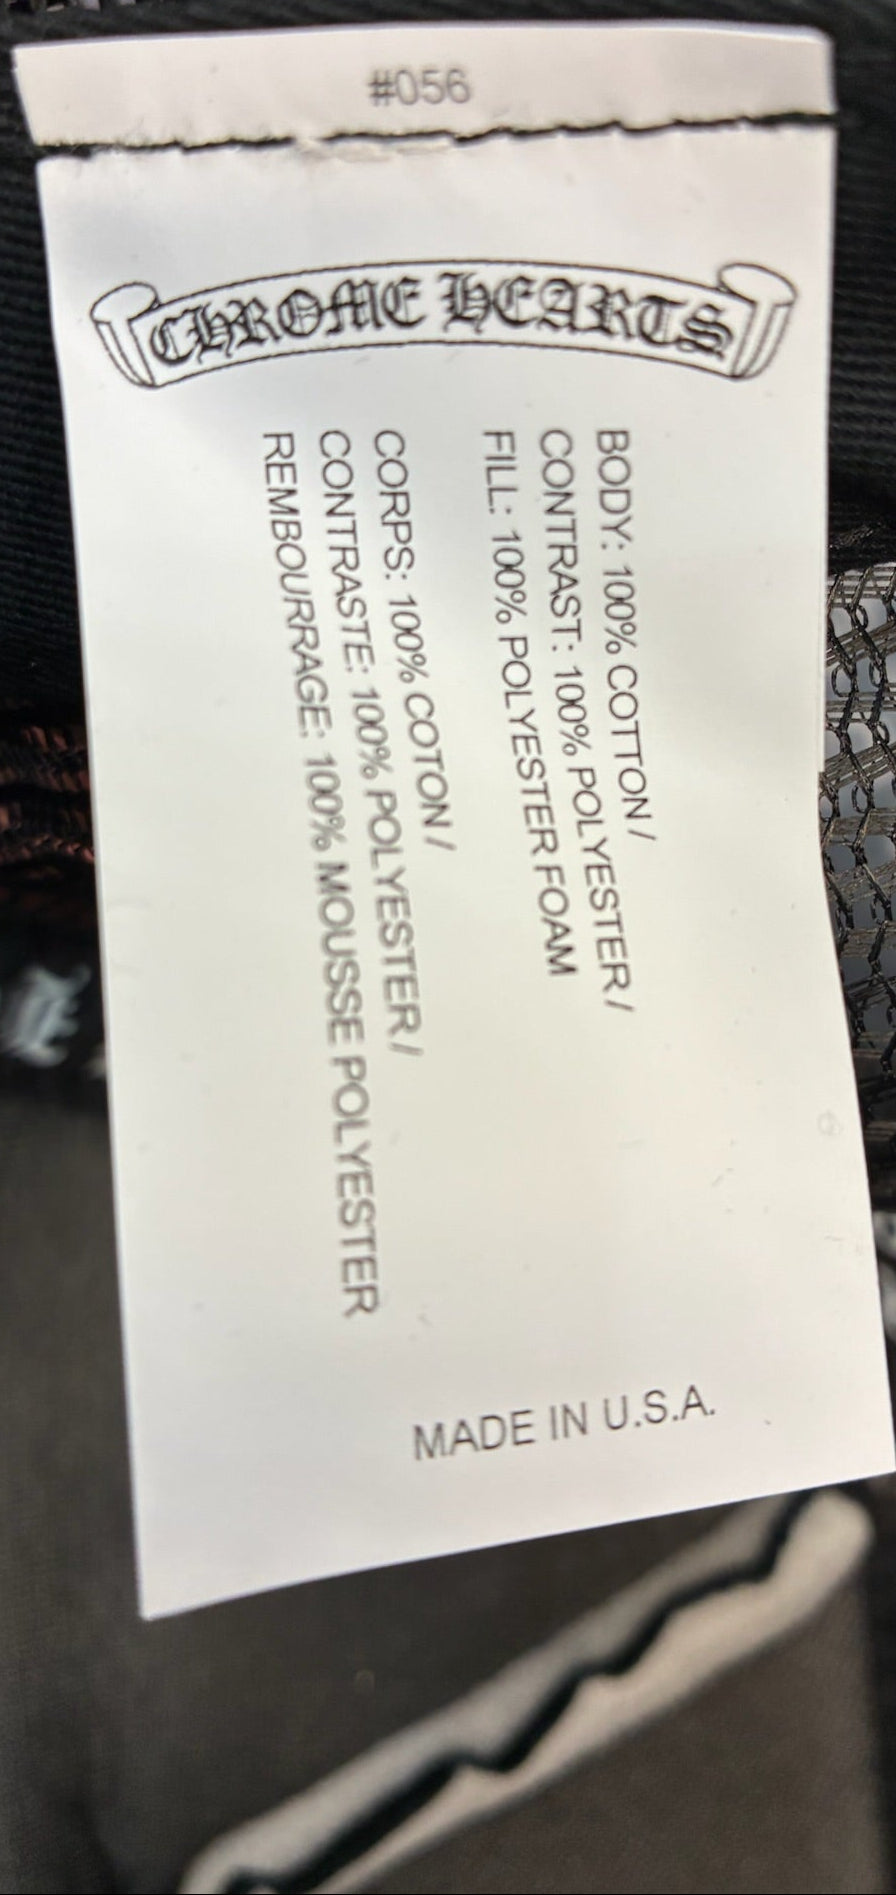 #056
CHROME HEARTS
BODY: 100% COTTON /
CONTRAST: 100% POLYESTER /
FILL: 100% POLYESTER FOAM
CORPS: 100% COTON /
CONTRASTE: 100% POLYESTER /
REMBOURRAGE: 100% MOUSSE POLYESTER
MADE IN U.S.A.